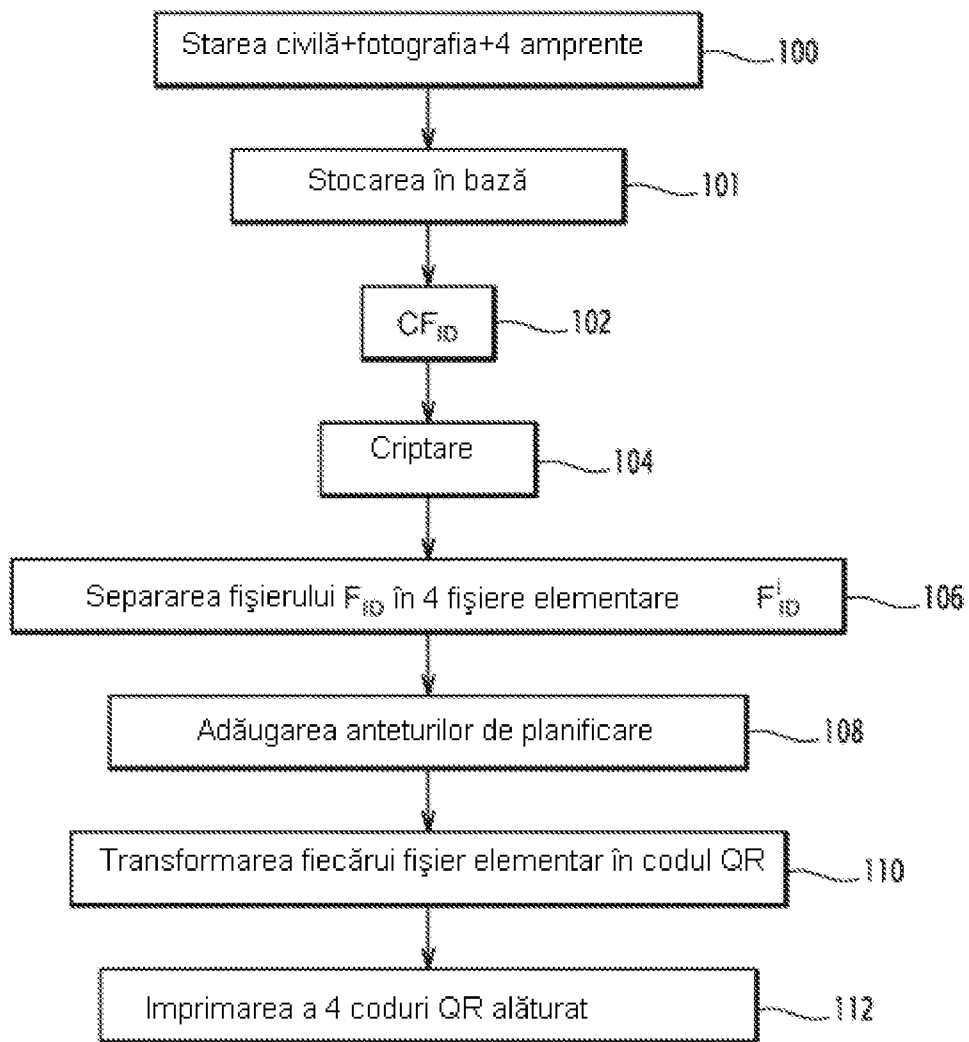 Starea civilă+fotografia+4 amprente
100
Stocarea în bază
101
CF_ID
102
Criptare
104
Separarea fişierului F_ID în 4 fişiere elementare F^i_ID
106
Adăugarea anteturilor de planificare
108
Transformarea fiecărui fişier elementar în codul QR
110
Imprimarea a 4 coduri QR alăturat
112